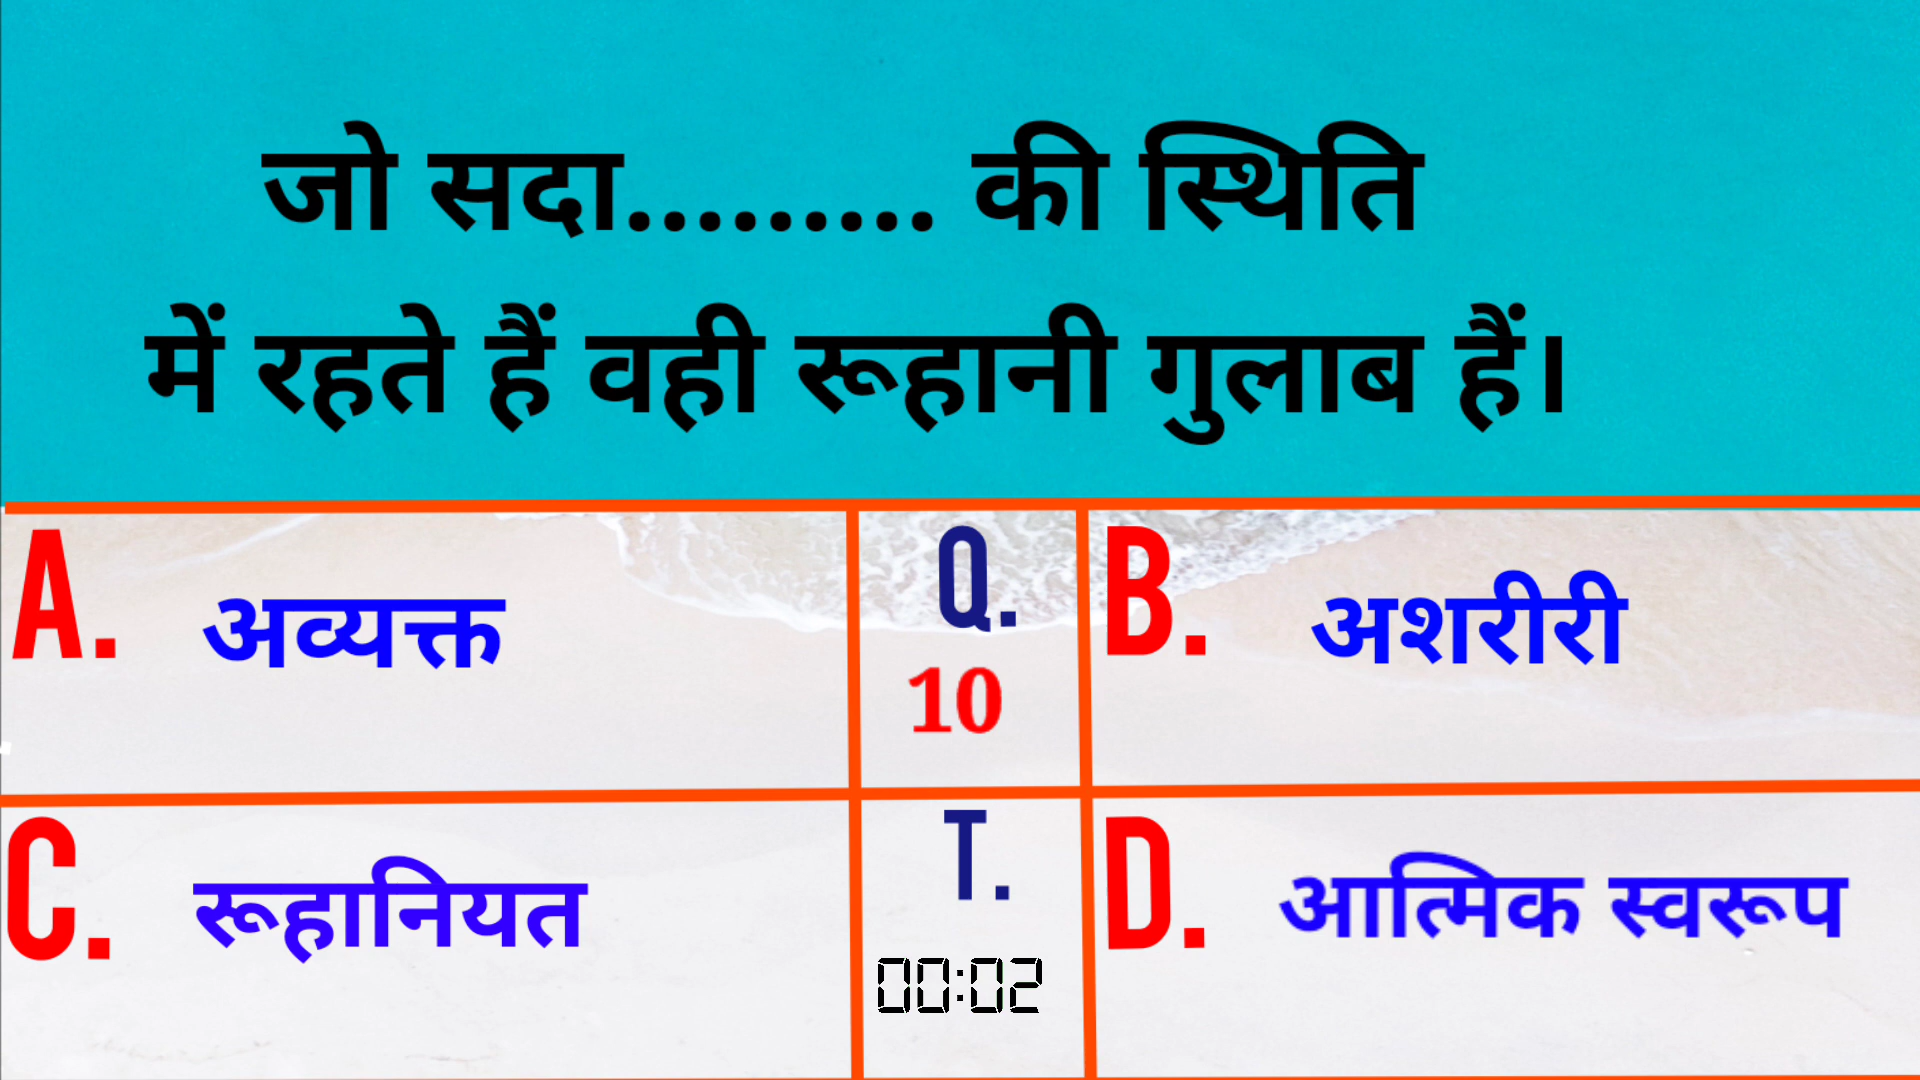 जो सदा......... की स्थिति
में रहते हैं वही रूहानी गुलाब हैं।
A. अव्यक्त
Q.
10
B. अशरीरी
C. रूहानियत
T.
00:02
D. आत्मिक स्वरूप